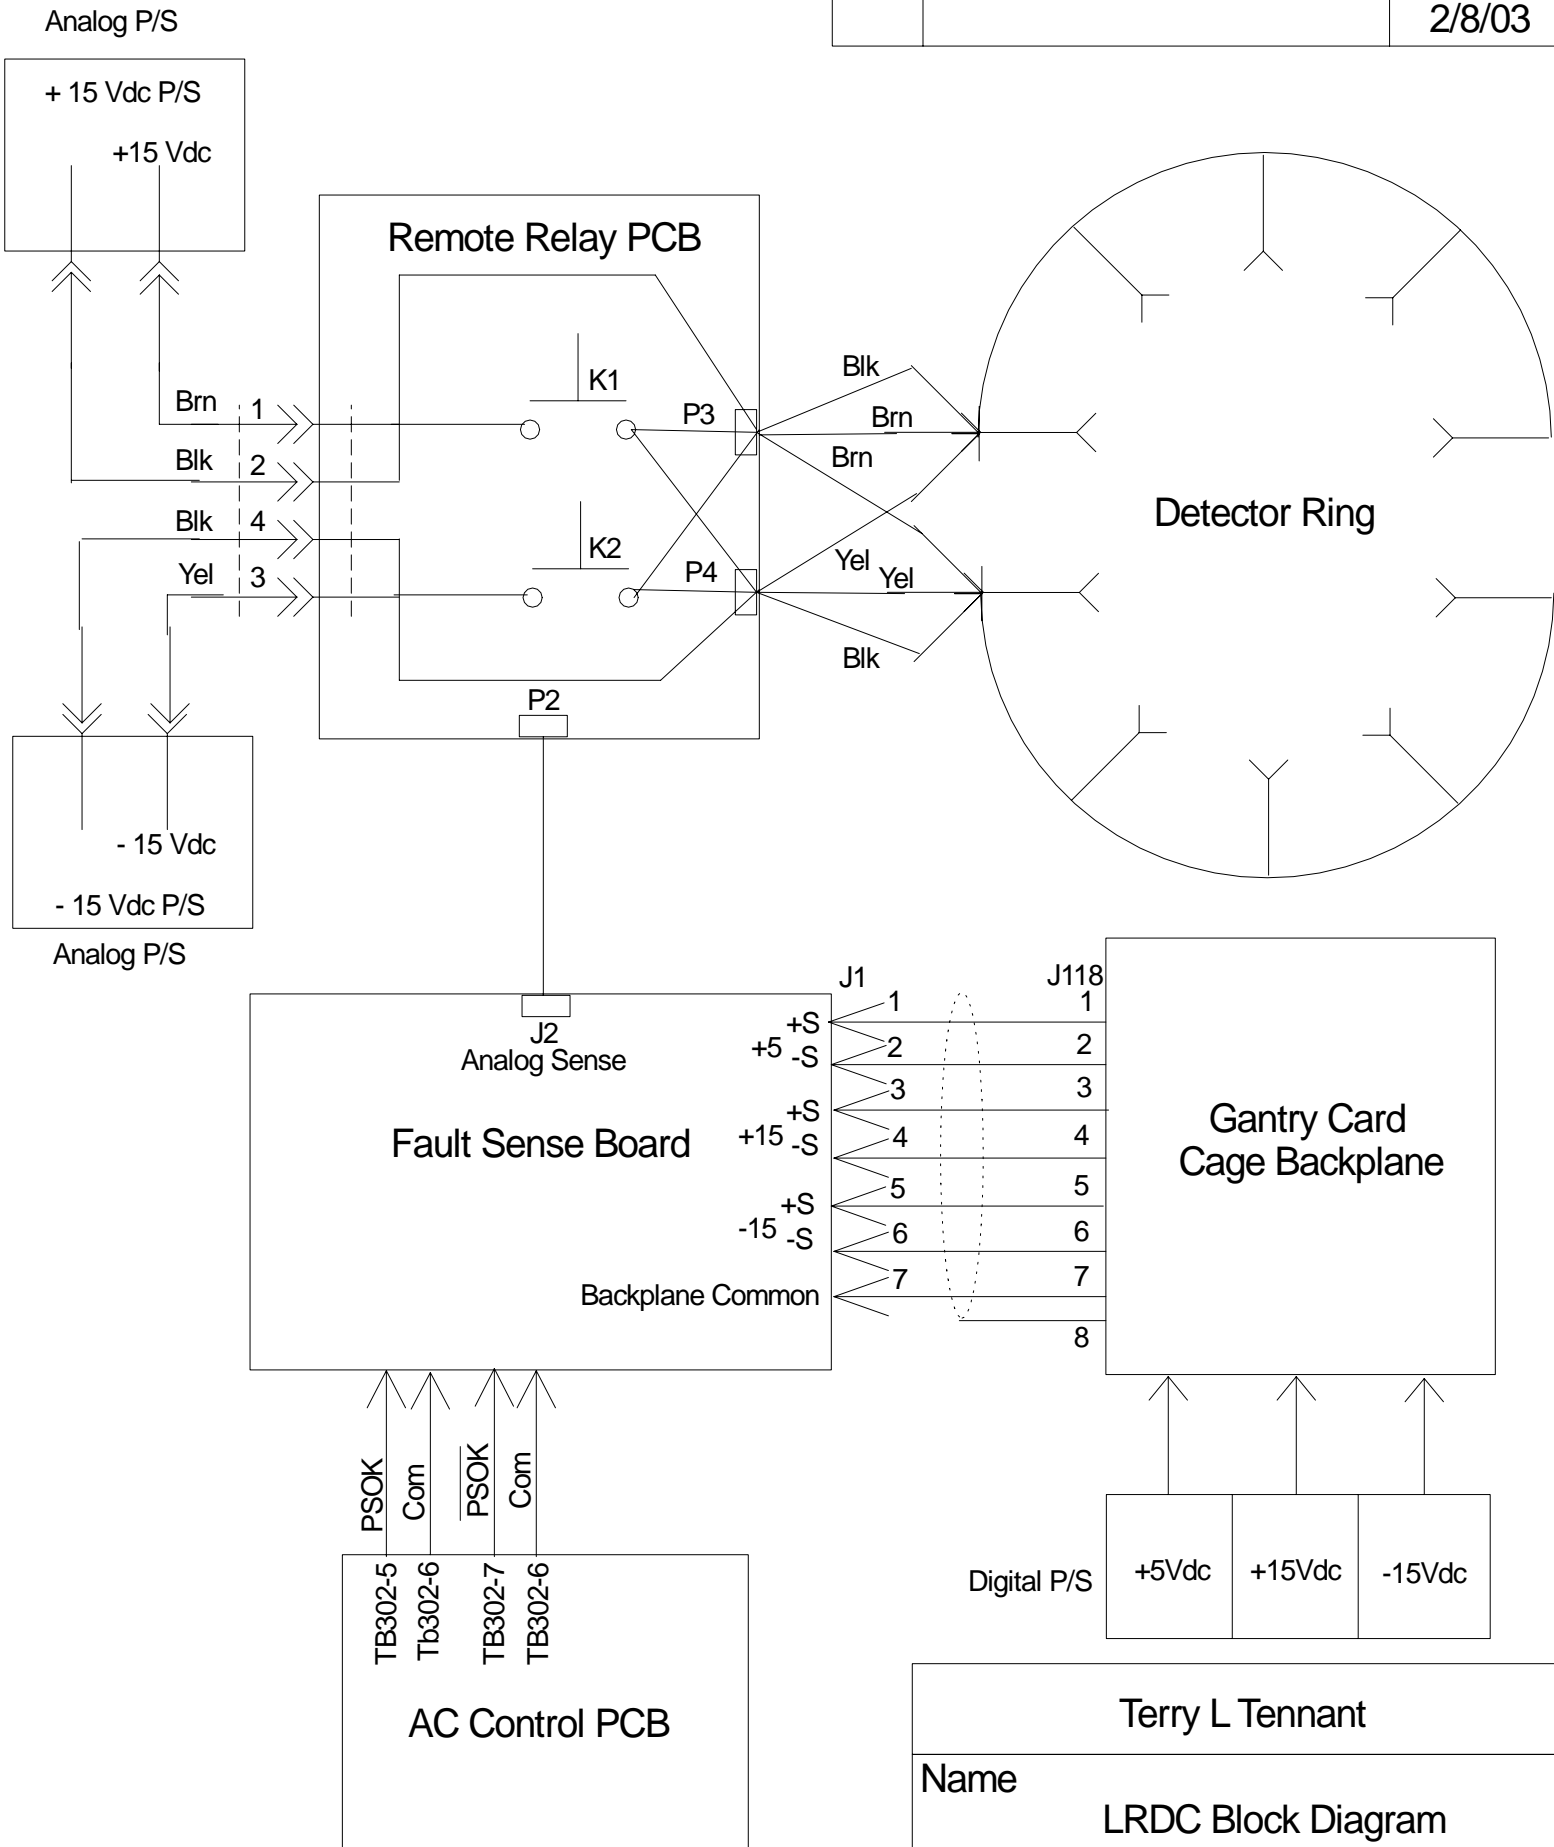 Analog P/S
2/8/03
+ 15 Vdc P/S
+15 Vdc
Remote Relay PCB
K1
Brn 1
Blk 2
Blk 4
Yel 3
K2
P3
P4
P2
Blk
Brn
Brn
Yel
Yel
Blk
Detector Ring
- 15 Vdc
- 15 Vdc P/S
Analog P/S
J2
Analog Sense
Fault Sense Board
J1
J118
+S
+5 -S
+S
+15 -S
+S
-15 -S
Backplane Common
1
2
3
4
5
6
7
1
2
3
4
5
6
7
8
Gantry Card
Cage Backplane
PSOK
Com
PSOK
Com
TB302-5
Tb302-6
TB302-7
TB302-6
AC Control PCB
Digital P/S
+5Vdc
+15Vdc
-15Vdc
Terry L Tennant
Name
LRDC Block Diagram